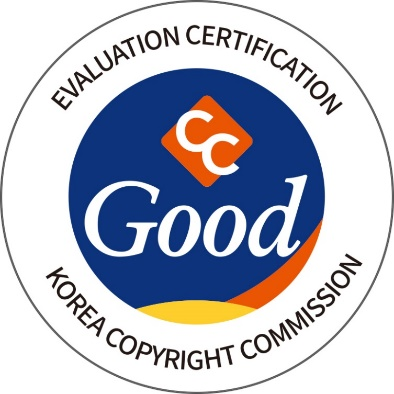 EVALUATION CERTIFICATION
CC
Good
KOREA COPYRIGHT COMMISSION